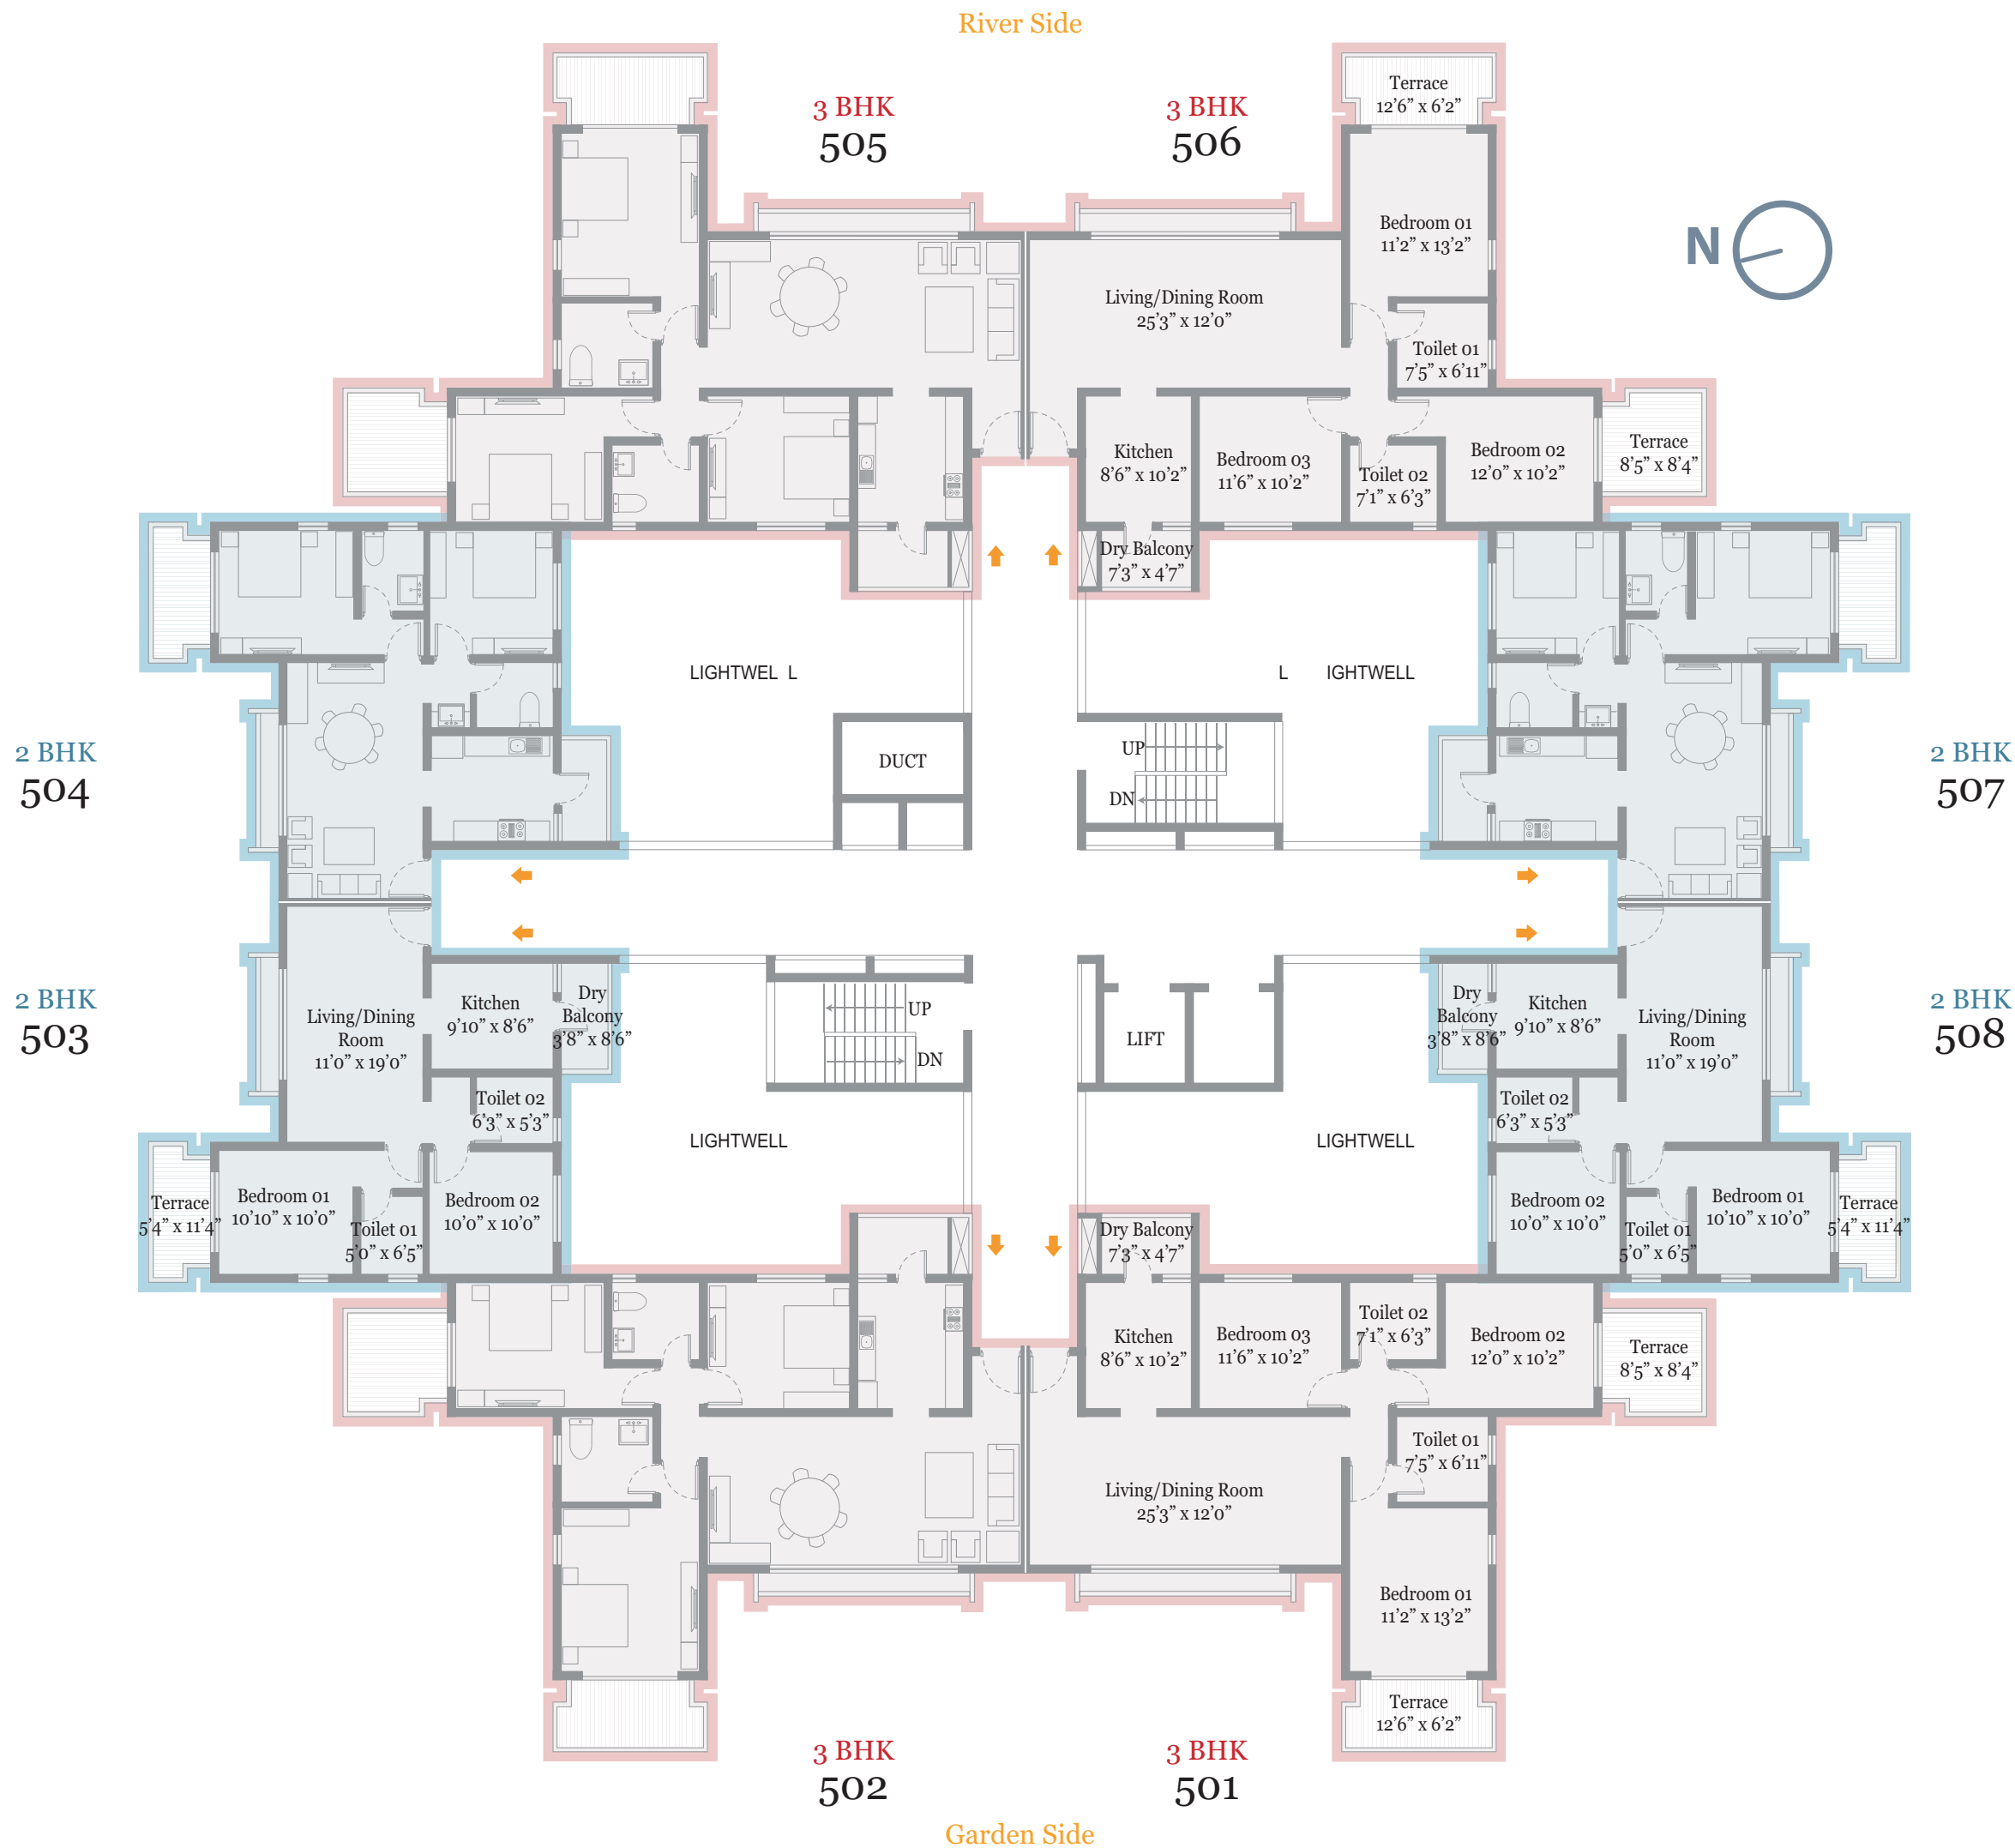 River Side
3 BHK
505
3 BHK
506
Terrace
12’6” x 6’2”
Bedroom 01
11’2” x 13’2”
N
Living/Dining Room
25’3” x 12’0”
Toilet 01
7’5” x 6’11”
Kitchen
8’6” x 10’2”
Bedroom 03
11’6” x 10’2”
Toilet 02
7’1” x 6’3”
Bedroom 02
12’0” x 10’2”
Terrace
8’5” x 8’4”
Dry Balcony
7’3” x 4’7”
LIGHTWEL L
L IGHTWELL
2 BHK
504
DUCT
UP
DN
2 BHK
507
2 BHK
503
Living/Dining
Room
11’0” x 19’0”
Kitchen
9’10” x 8’6”
Dry
Balcony
3’8” x 8’6”
UP
DN
LIFT
Dry
Balcony
3’8” x 8’6”
Kitchen
9’10” x 8’6”
Living/Dining
Room
11’0” x 19’0”
2 BHK
508
Toilet 02
6’3” x 5’3”
Toilet 02
6’3” x 5’3”
LIGHTWELL
LIGHTWELL
Terrace
5’4” x 11’4”
Bedroom 01
10’10” x 10’0”
Toilet 01
5’0” x 6’5”
Bedroom 02
10’0” x 10’0”
Bedroom 02
10’0” x 10’0”
Toilet 01
5’0” x 6’5”
Bedroom 01
10’10” x 10’0”
Terrace
5’4” x 11’4”
Dry Balcony
7’3” x 4’7”
Kitchen
8’6” x 10’2”
Bedroom 03
11’6” x 10’2”
Toilet 02
7’1” x 6’3”
Bedroom 02
12’0” x 10’2”
Terrace
8’5” x 8’4”
Toilet 01
7’5” x 6’11”
Living/Dining Room
25’3” x 12’0”
Bedroom 01
11’2” x 13’2”
Terrace
12’6” x 6’2”
3 BHK
502
3 BHK
501
Garden Side